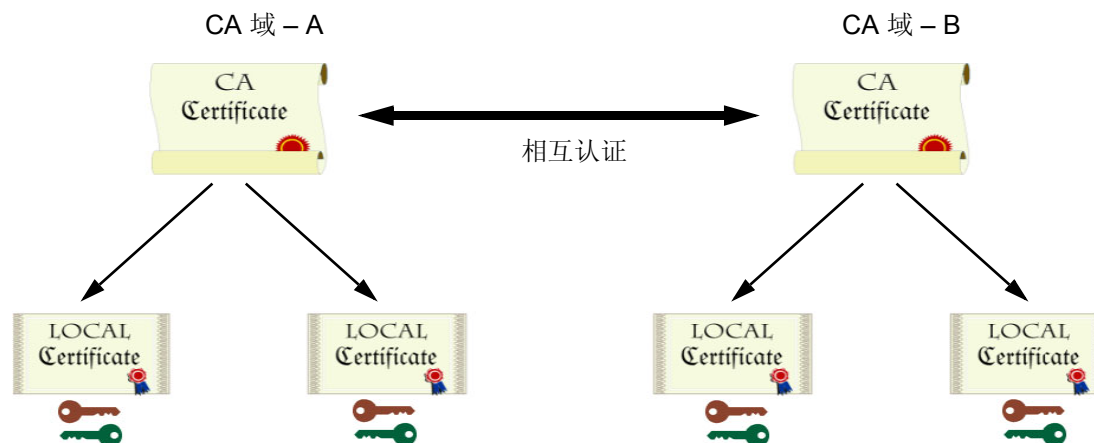 CA 域 – A
CA 域 – B
CA
Certificate
CA
Certificate
相互认证
LOCAL
Certificate
LOCAL
Certificate
LOCAL
Certificate
LOCAL
Certificate